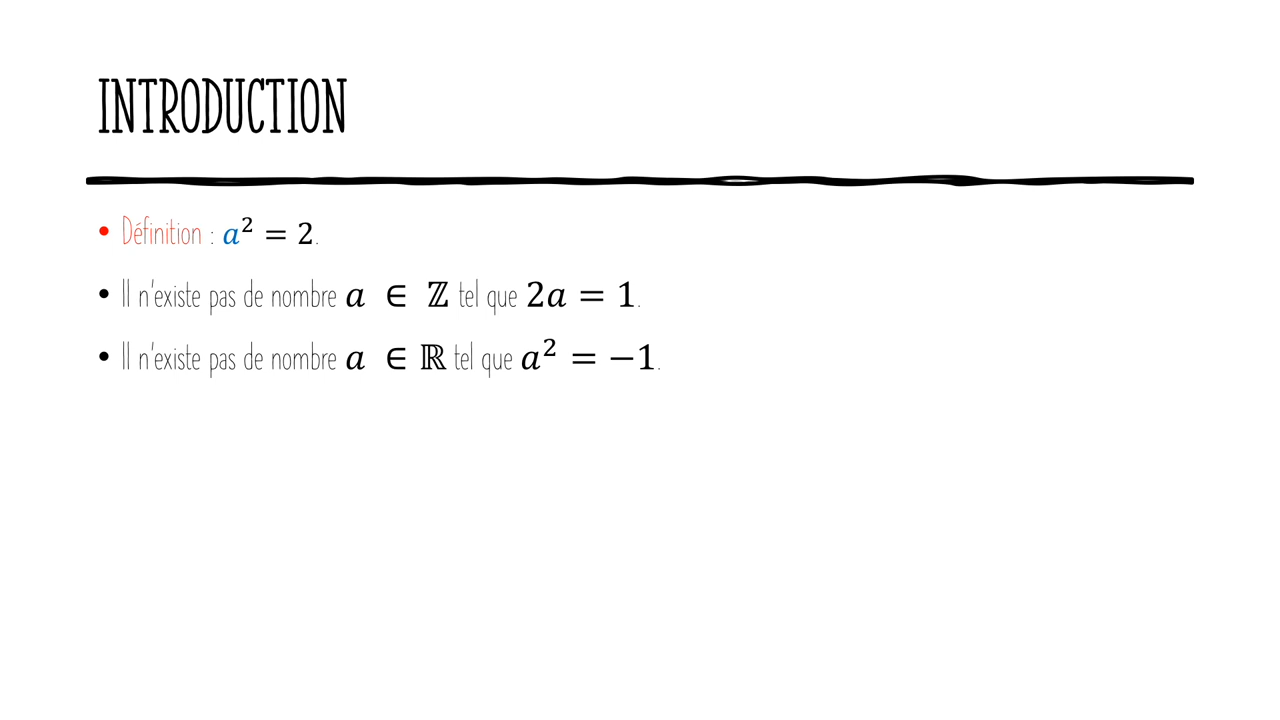 INTRODUCTION
• Définition : a² = 2.
• Il n'existe pas de nombre a ∈ ℤ tel que 2a = 1.
• Il n'existe pas de nombre a ∈ ℝ tel que a² = −1.